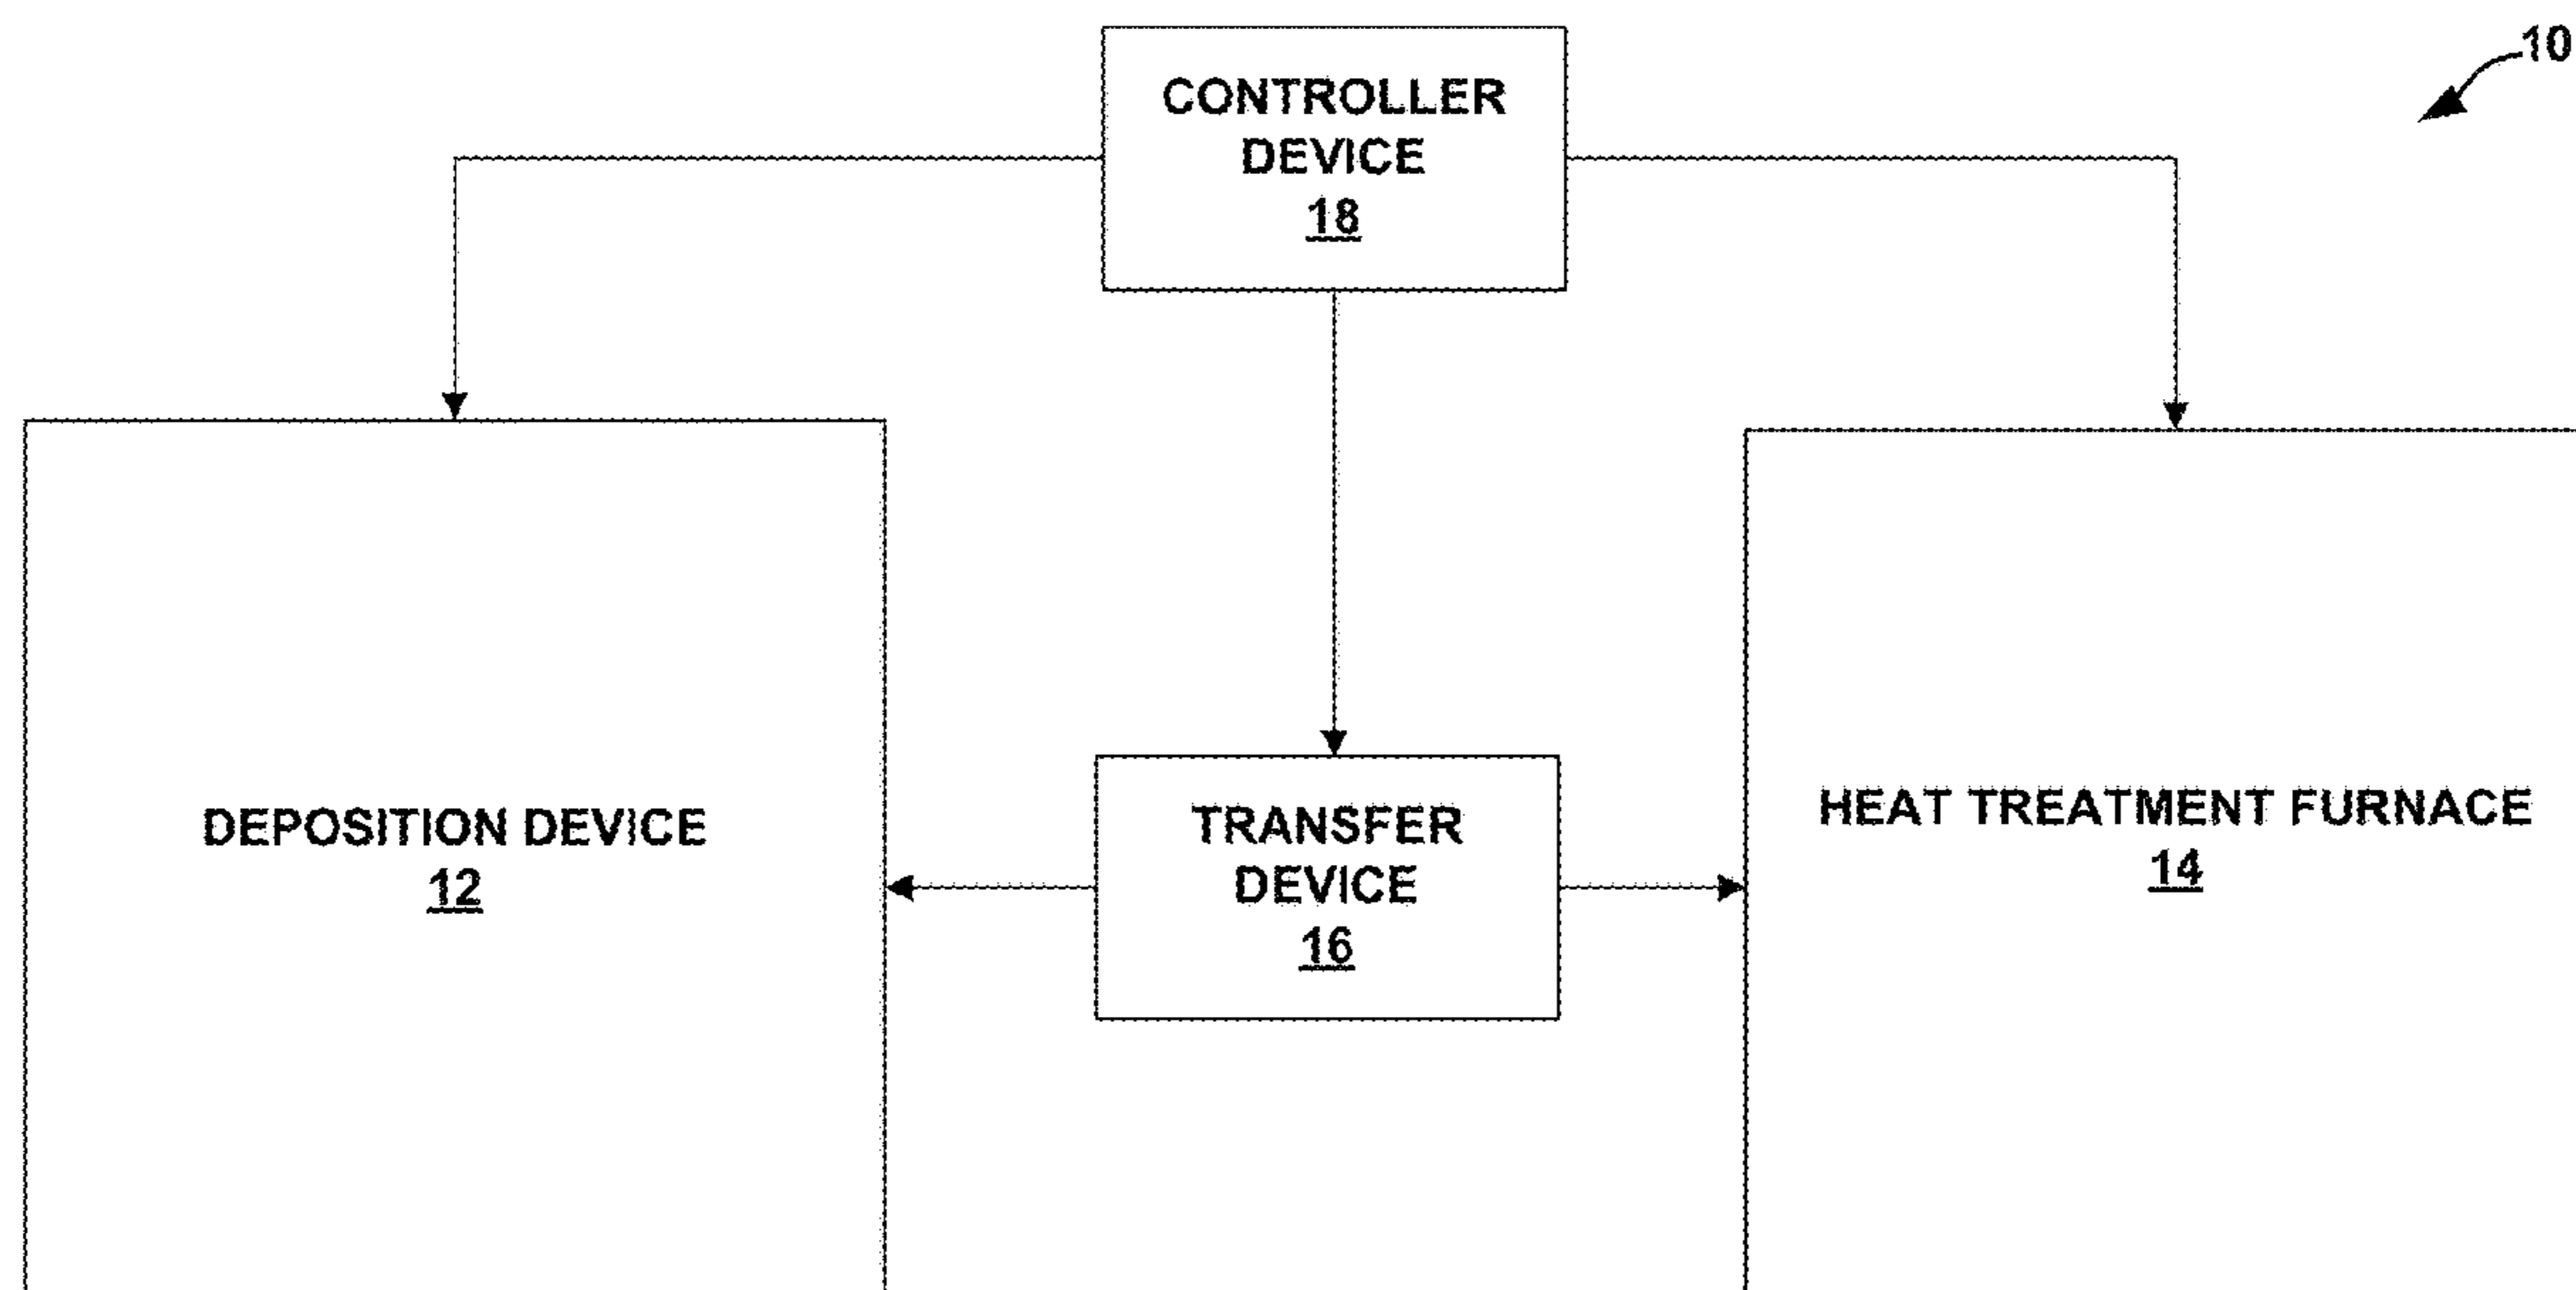 10
CONTROLLER
DEVICE
18
DEPOSITION DEVICE
12
TRANSFER
DEVICE
16
HEAT TREATMENT FURNACE
14